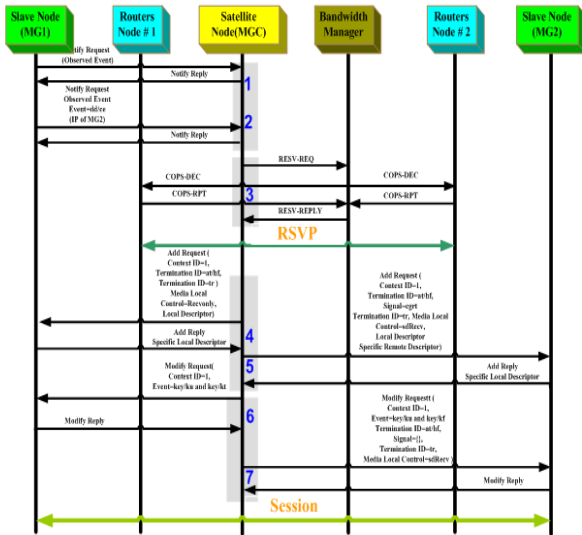 Slave Node
(MG1)
Routers
Node # 1
Satellite
Node(MGC)
Bandwidth
Manager
Routers
Node # 2
Slave Node
(MG2)
tify Request
(Observed Event)
Notify Reply
1
Notify Request
Observed Event
Event=dd/ce
(IP of MG2)
2
Notify Reply
RESV-REQ
COPS-DEC
COPS-DEC
COPS-RPT
3
COPS-RPT
RESV-REPLY
RSVP
Add Request (
Context ID=1,
Termination ID=at/hf,
Termination ID=tr )
Media Local
Control=Recvonly,
Local Descriptor)
Add Request (
Context ID=1,
Termination ID=at/hf,
Signal=cgrt
Termination ID=tr, Media Local
Control=sdRecv,
Local Descriptor
Specific Remote Descriptor)
Add Reply
Specific Local Descriptor
4
5
Add Reply
Specific Local Descriptor
Modify Request(
Context ID=1,
Event=key/ku and key/kt
Modify Requestt (
Context ID=1,
Event=key/ku and key/kf
Termination ID=at/hf,
Signal={},
Termination ID=tr,
Media Local Control=sdRecv )
6
Modify Reply
7
Modify Reply
Session